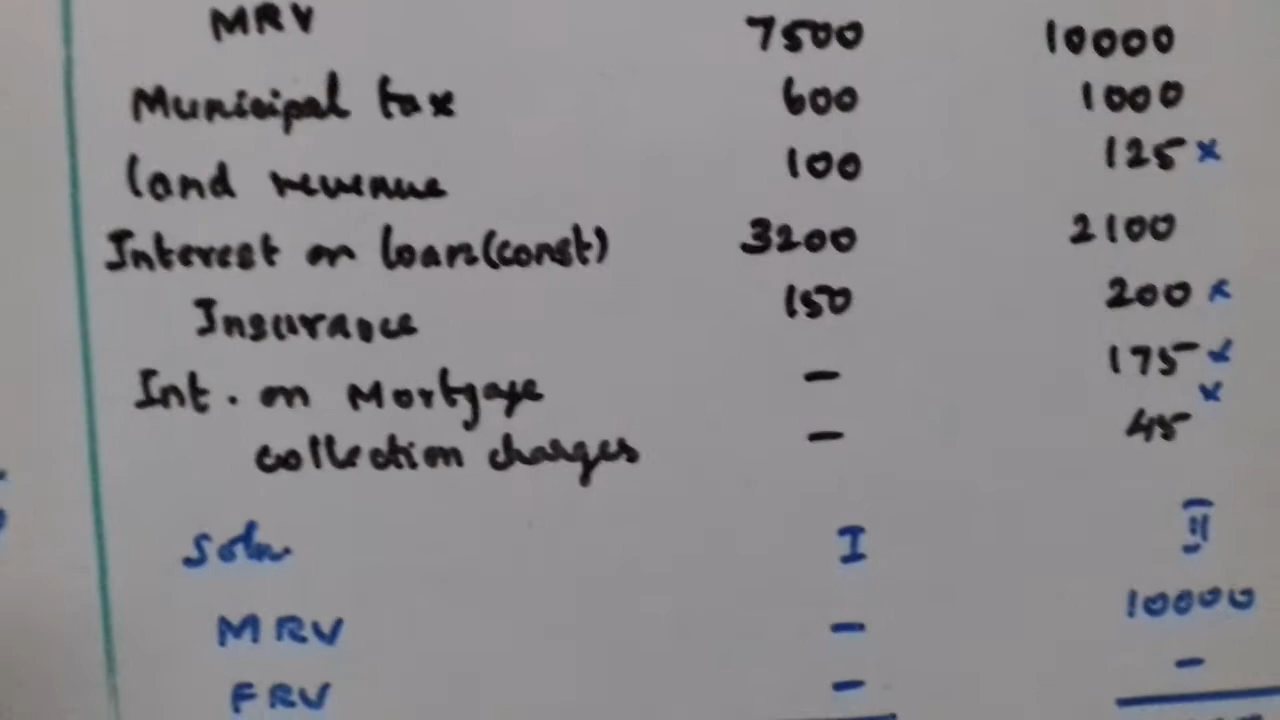 MRV 7500 10000
Municipal tax 600 1000
land revenue 100 125 x
Interest on loan (const) 3200 2100
Insurance 150 200 x
Int. on Mortgage - 175 x
collection charges - 45 x
Soln I II
MRV - 10000
FRV - -